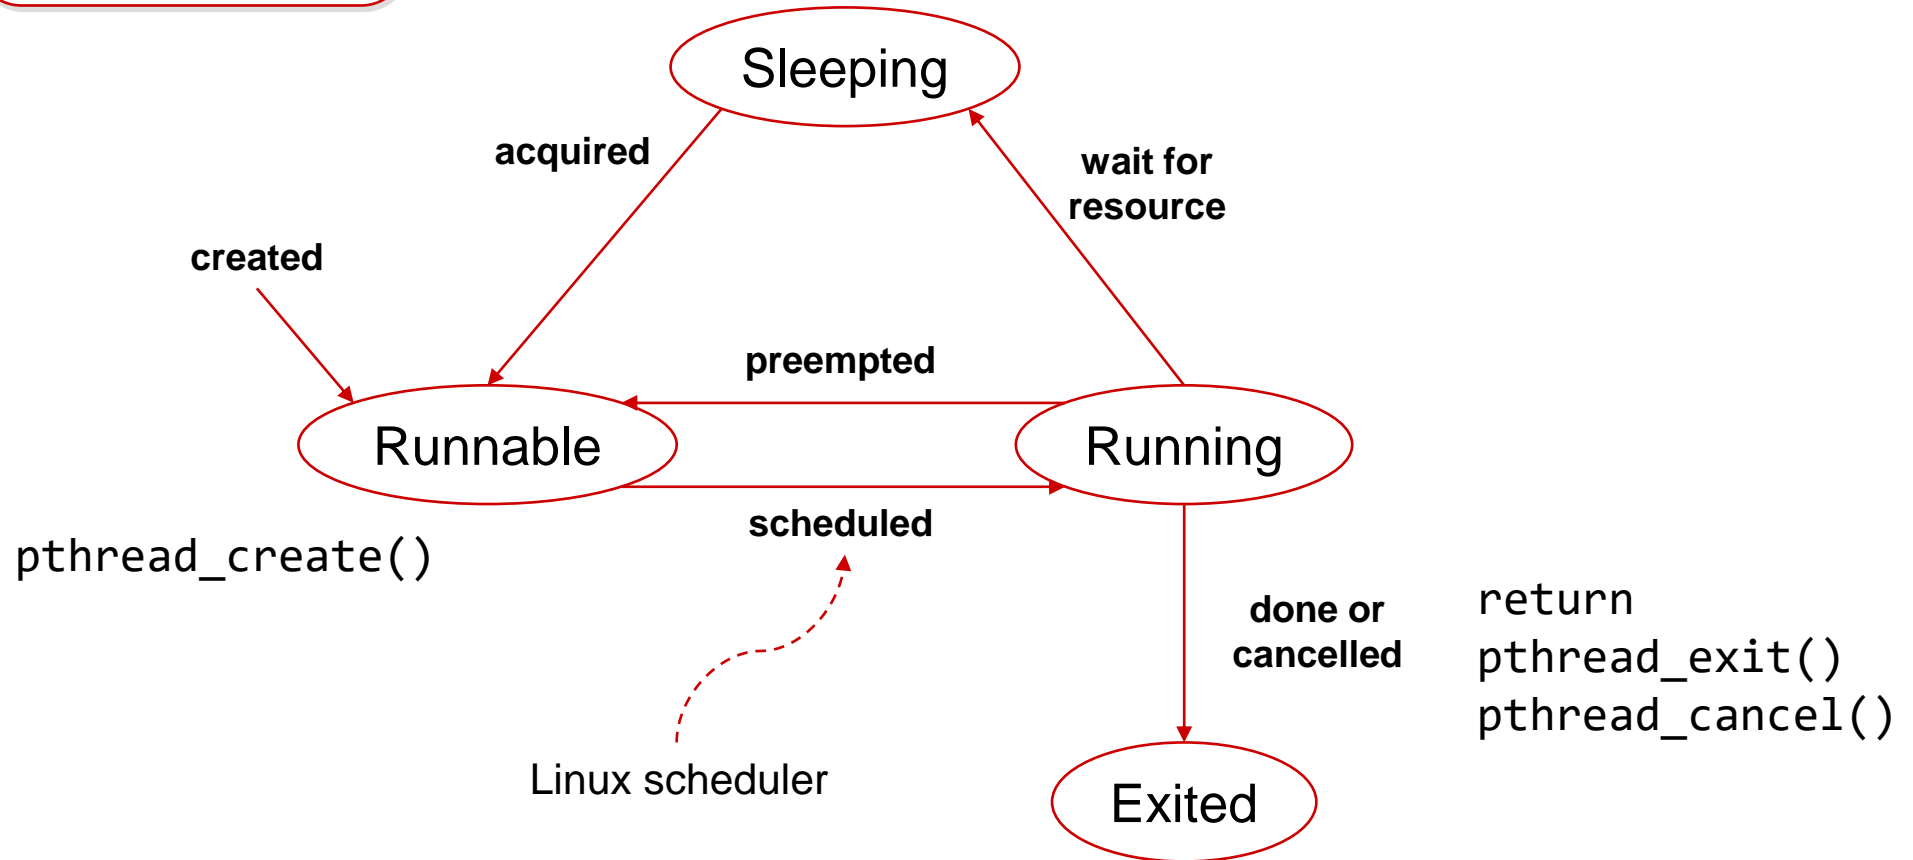 Sleeping
acquired
wait for
resource
created
preempted
Runnable
Running
scheduled
pthread_create()
done or
cancelled
return
pthread_exit()
pthread_cancel()
Linux scheduler
Exited